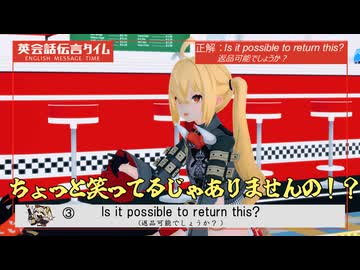 英会話伝言タイム
ENGLISH MESSAGE TIME
正解:Is it possible to return this?
返品可能でしょうか？
ちょっと笑ってるじゃありませんの！？
③ Is it possible to return this?
(返品可能でしょうか？)